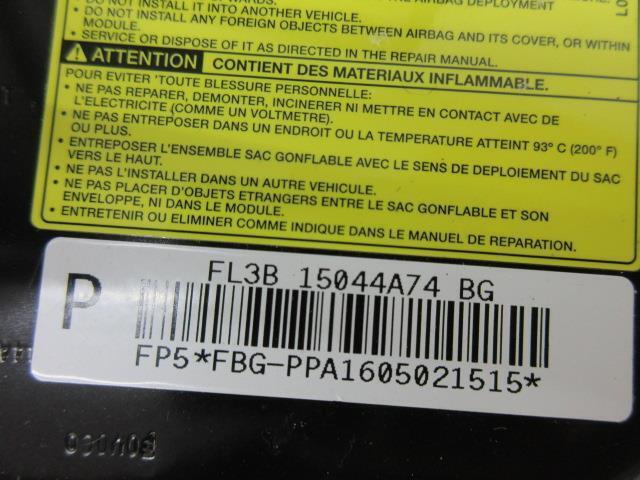 THE AIRBAG DEPLOYMENT
• DO NOT INSTALL IT INTO ANOTHER VEHICLE.
• DO NOT INSTALL ANY FOREIGN OBJECTS BETWEEN AIRBAG AND ITS COVER, OR WITHIN
MODULE.
• SERVICE OR DISPOSE OF IT AS DIRECTED IN THE REPAIR MANUAL.
ATTENTION CONTIENT DES MATERIAUX INFLAMMABLE.
POUR EVITER 'TOUTE BLESSURE PERSONNELLE:
• NE PAS REPARER, DEMONTER, INCINERER NI METTRE EN CONTACT AVEC DE
L'ELECTRICITE (COMME UN VOLTMETRE).
• NE PAS ENTREPOSER DANS UN ENDROIT OU LA TEMPERATURE ATTEINT 93° C (200° F)
OU PLUS.
• ENTREPOSER L'ENSEMBLE SAC GONFLABLE AVEC LE SENS DE DEPLOIEMENT DU SAC
VERS LE HAUT.
• NE PAS L'INSTALLER DANS UN AUTRE VEHICULE.
• NE PAS PLACER D'OBJETS ETRANGERS ENTRE LE SAC GONFLABLE ET SON
ENVELOPPE, NI DANS LE MODULE.
• ENTRETENIR OU ELIMINER COMME INDIQUE DANS LE MANUEL DE REPARATION.
P
FL3B 15044A74 BG
FP5*FBG-PPA1605021515*